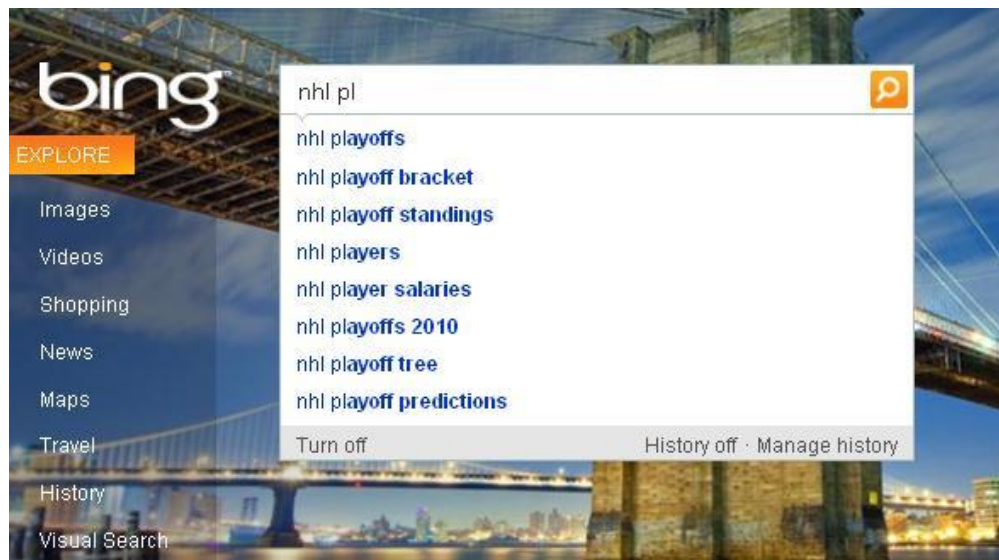 bing
nhl pl
nhl playoffs
nhl playoff bracket
nhl playoff standings
nhl players
nhl player salaries
nhl playoffs 2010
nhl playoff tree
nhl playoff predictions
Turn off
History off · Manage history
EXPLORE
Images
Videos
Shopping
News
Maps
Travel
History
Visual Search